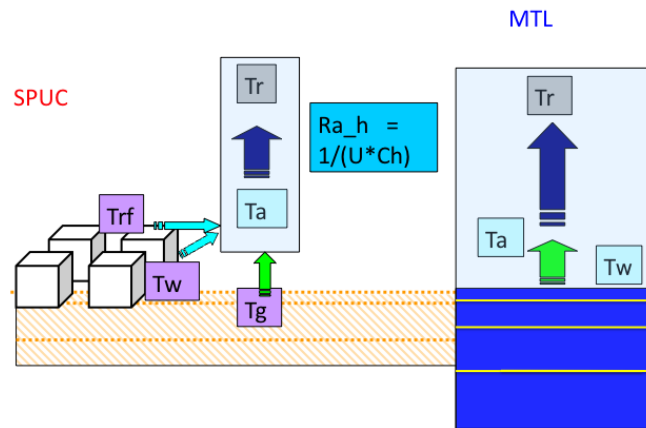 MTL
SPUC
Tr
Ra_h =
1/(U*Ch)
Tr
Trf
Ta
Ta
Tw
Tw
Tg